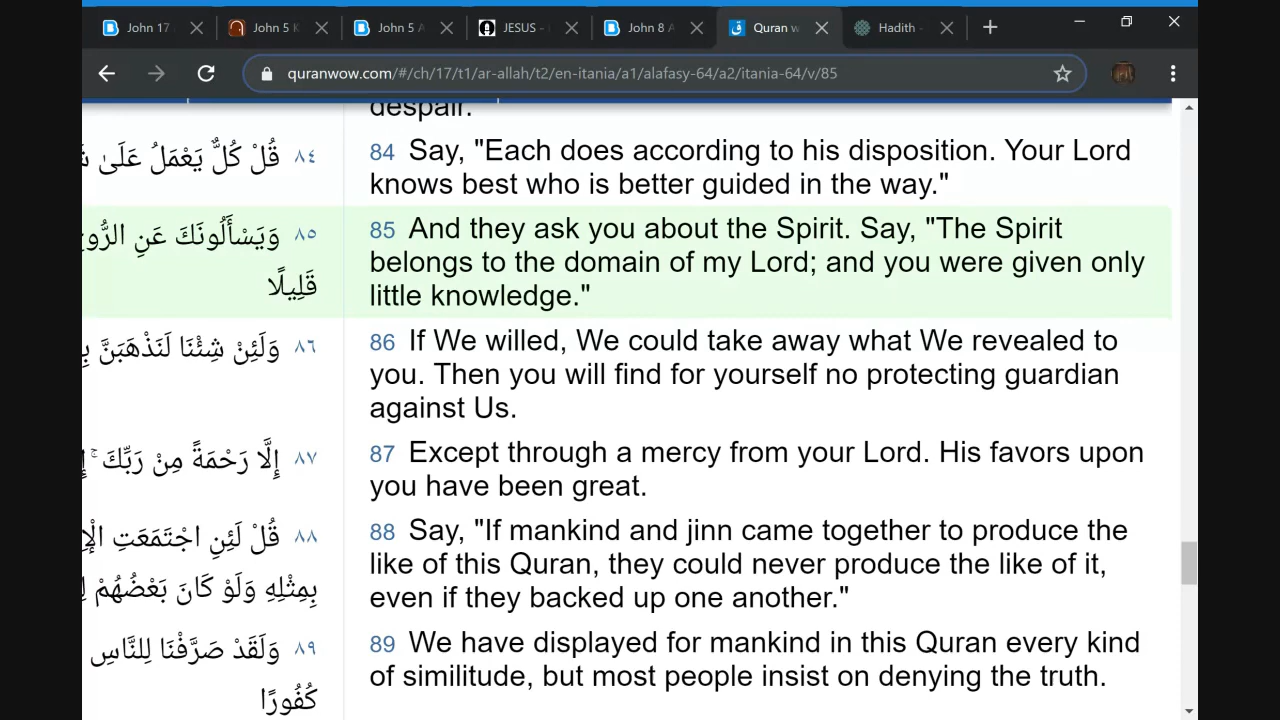 John 17
John 5 K
John 5 A
JESUS -
John 8 A
Quran w
Hadith -
quranwow.com/#/ch/17/t1/ar-allah/t2/en-itania/a1/alafasy-64/a2/itania-64/v/85
despair.
٨٤ قُلْ كُلٌّ يَعْمَلُ عَلَىٰ
84 Say, "Each does according to his disposition. Your Lord
knows best who is better guided in the way."
٨٥ وَيَسْأَلُونَكَ عَنِ
قَلِيلًا
85 And they ask you about the Spirit. Say, "The Spirit
belongs to the domain of my Lord; and you were given only
little knowledge."
٨٦ وَلَئِنْ شِئْنَا لَنَذْهَبَنَّ
86 If We willed, We could take away what We revealed to
you. Then you will find for yourself no protecting guardian
against Us.
٨٧ إِلَّا رَحْمَةً مِنْ رَبِّكَ ۚ
87 Except through a mercy from your Lord. His favors upon
you have been great.
٨٨ قُلْ لَئِنِ اجْتَمَعَتِ
بِمِثْلِهِ وَلَوْ كَانَ بَعْضُهُمْ
88 Say, "If mankind and jinn came together to produce the
like of this Quran, they could never produce the like of it,
even if they backed up one another."
٨٩ وَلَقَدْ صَرَّفْنَا لِلنَّاسِ
كُفُورًا
89 We have displayed for mankind in this Quran every kind
of similitude, but most people insist on denying the truth.